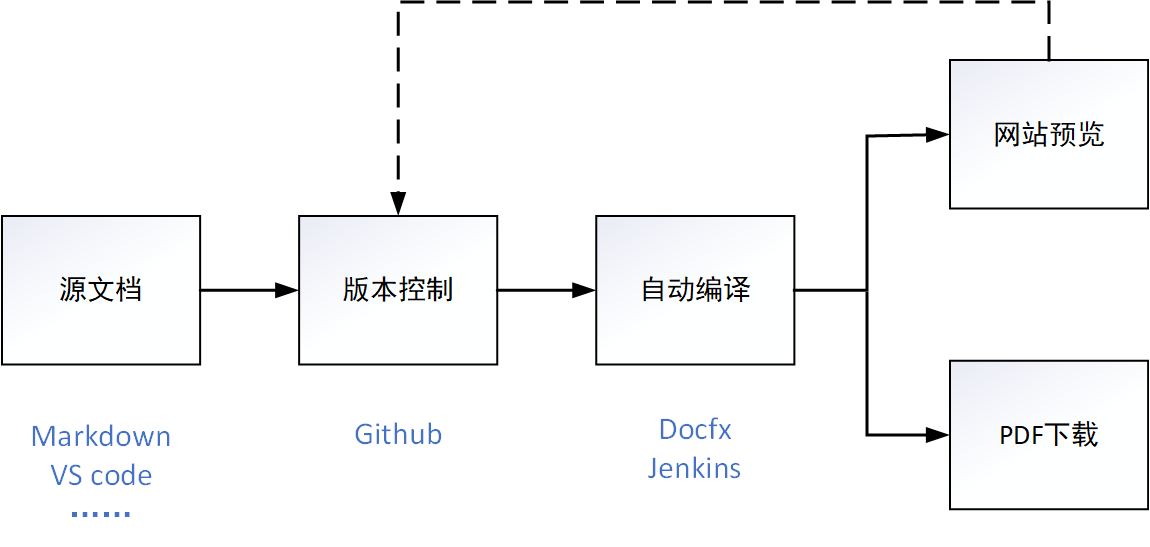 网站预览
源文档
版本控制
自动编译
PDF下载
Markdown
VS code
......
Github
Docfx
Jenkins